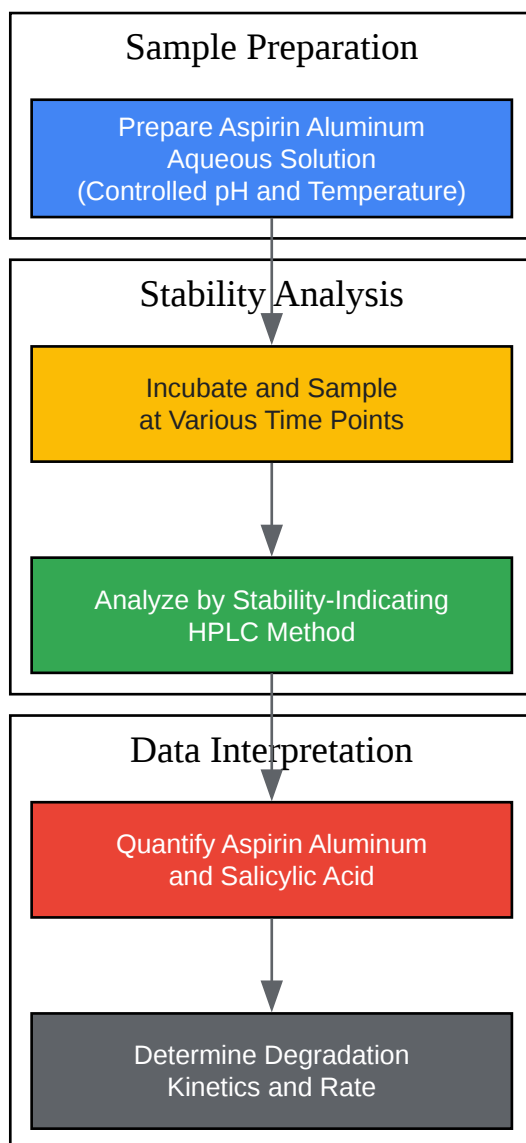 Sample Preparation
Prepare Aspirin Aluminum
Aqueous Solution
(Controlled pH and Temperature)
Stability Analysis
Incubate and Sample
at Various Time Points
Analyze by Stability-Indicating
HPLC Method
Data Interpretation
Quantify Aspirin Aluminum
and Salicylic Acid
Determine Degradation
Kinetics and Rate